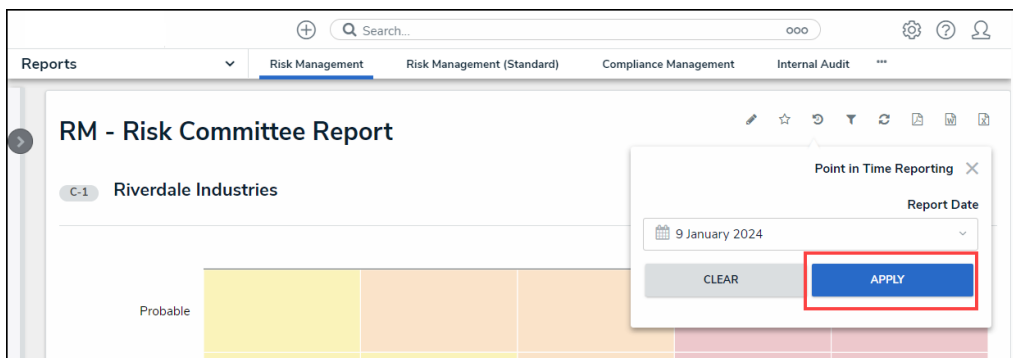 Search... ooo
Reports Risk Management Risk Management (Standard) Compliance Management Internal Audit •••
RM - Risk Committee Report
Point in Time Reporting
C-1 Riverdale Industries
Report Date
9 January 2024
CLEAR APPLY
Probable